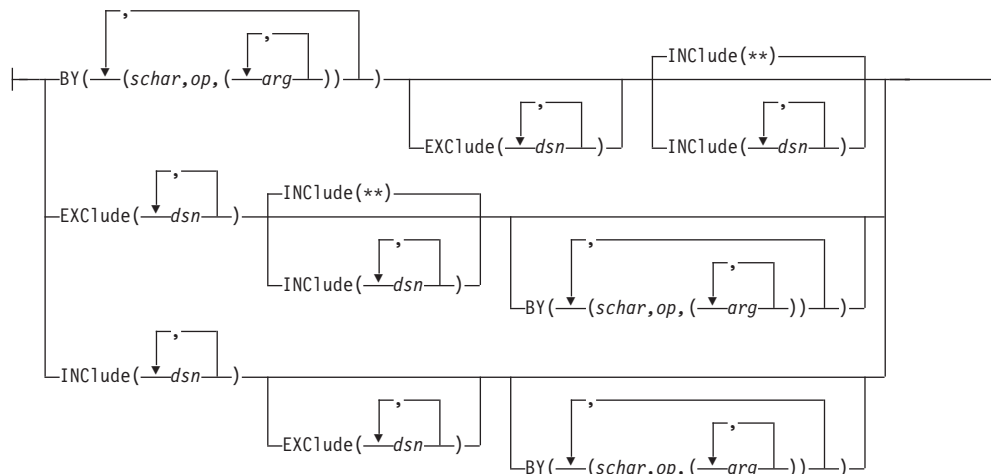 , ,
INClude(**)
BY( (schar,op,( arg )) )
, ,
EXClude( dsn ) INClude( dsn )
,
INClude(**)
EXClude( dsn )
, , ,
INClude( dsn )
BY( (schar,op,( arg )) )
,
INClude( dsn )
, , ,
EXClude( dsn )
BY( (schar,op,( arg )) )